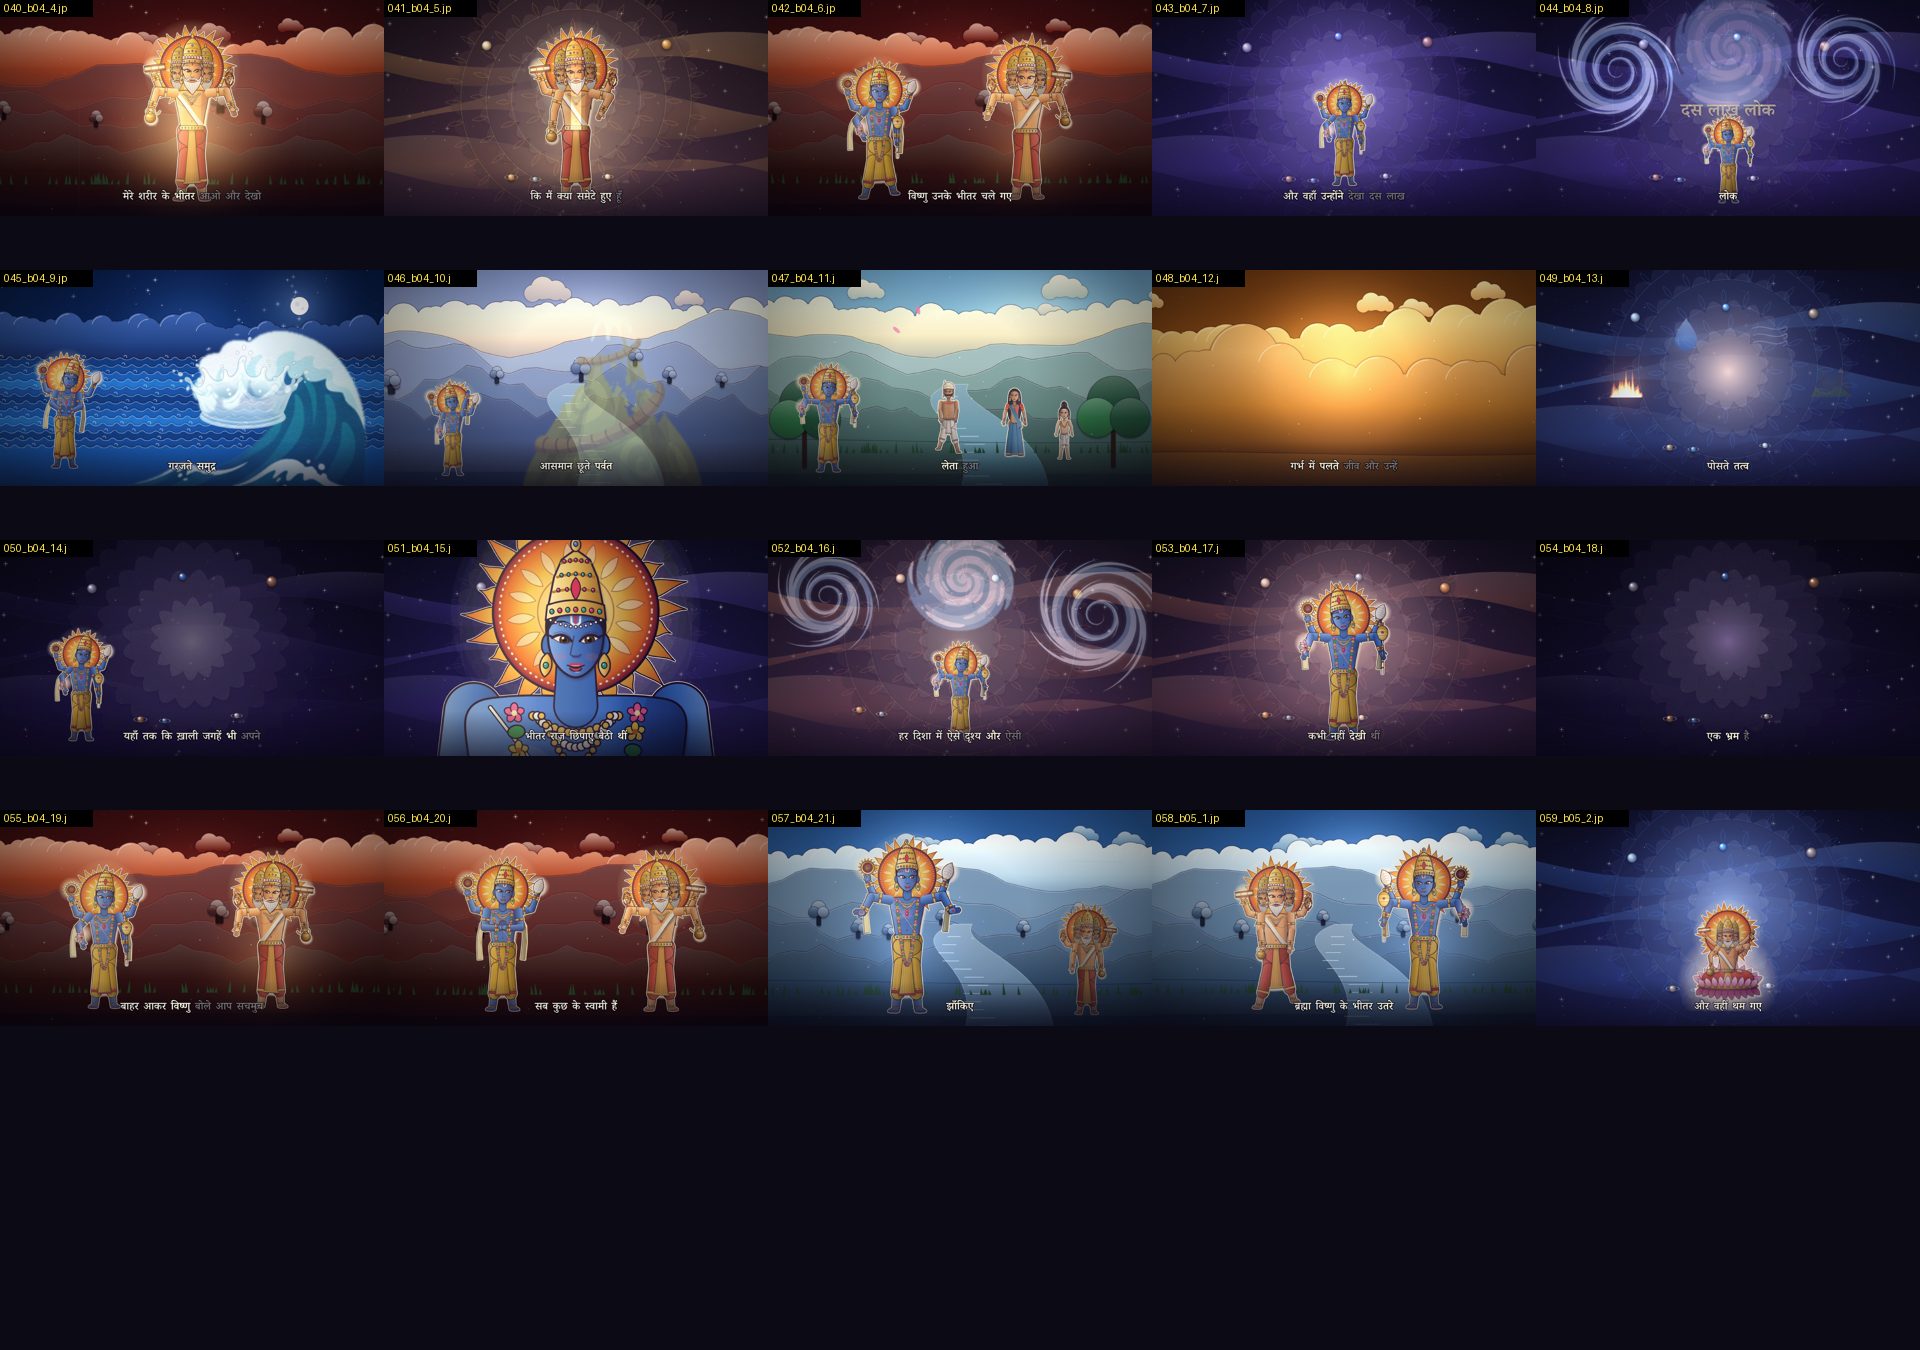 040_b04_4.jp
मेरे शरीर के भीतर आओ और देखो
041_b04_5.jp
कि मैं क्या समेटे हुए हूँ
042_b04_6.jp
विष्णु उनके भीतर चले गए
043_b04_7.jp
और वहाँ उन्होंने देखा दस लाख
044_b04_8.jp
दस लाख लोक
लोक
045_b04_9.jp
गरजते समुद्र
046_b04_10.j
आसमान छूते पर्वत
047_b04_11.j
लेता हुआ
048_b04_12.j
गर्भ में पलते जीव और उन्हें
049_b04_13.j
पोसते तत्व
050_b04_14.j
यहाँ तक कि ख़ाली जगहें भी अपने
051_b04_15.j
भीतर राज़ छिपाए बैठी थीं
052_b04_16.j
हर दिशा में ऐसे दृश्य और ऐसी
053_b04_17.j
कभी नहीं देखी थीं
054_b04_18.j
एक भ्रम है
055_b04_19.j
बाहर आकर विष्णु बोले आप सचमुच
056_b04_20.j
सब कुछ के स्वामी हैं
057_b04_21.j
झाँकिए
058_b05_1.jp
ब्रह्मा विष्णु के भीतर उतरे
059_b05_2.jp
और वहीं थम गए